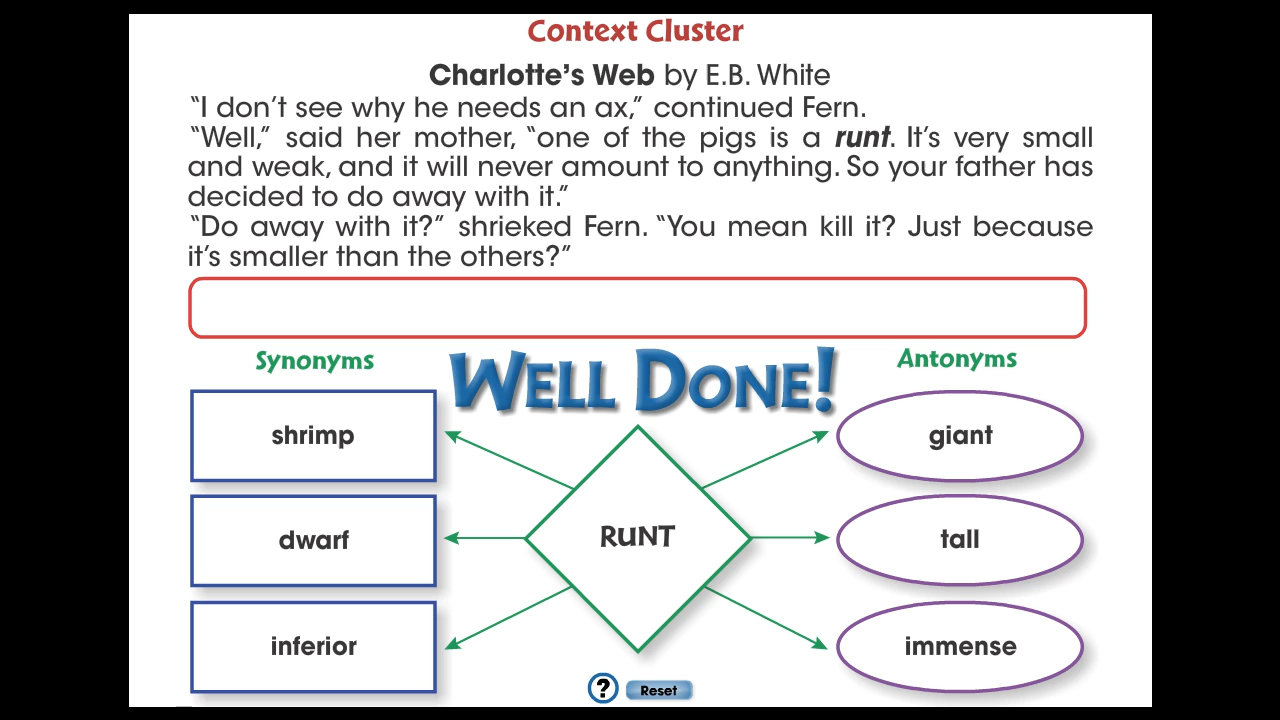 Context Cluster
Charlotte's Web by E.B. White
“I don't see why he needs an ax,” continued Fern.
“Well,” said her mother, “one of the pigs is a runt. It's very small
and weak, and it will never amount to anything. So your father has
decided to do away with it.”
“Do away with it?” shrieked Fern. “You mean kill it? Just because
it's smaller than the others?”
Synonyms
WELL DONE!
Antonyms
shrimp
giant
dwarf
RUNT
tall
inferior
immense
?
Reset